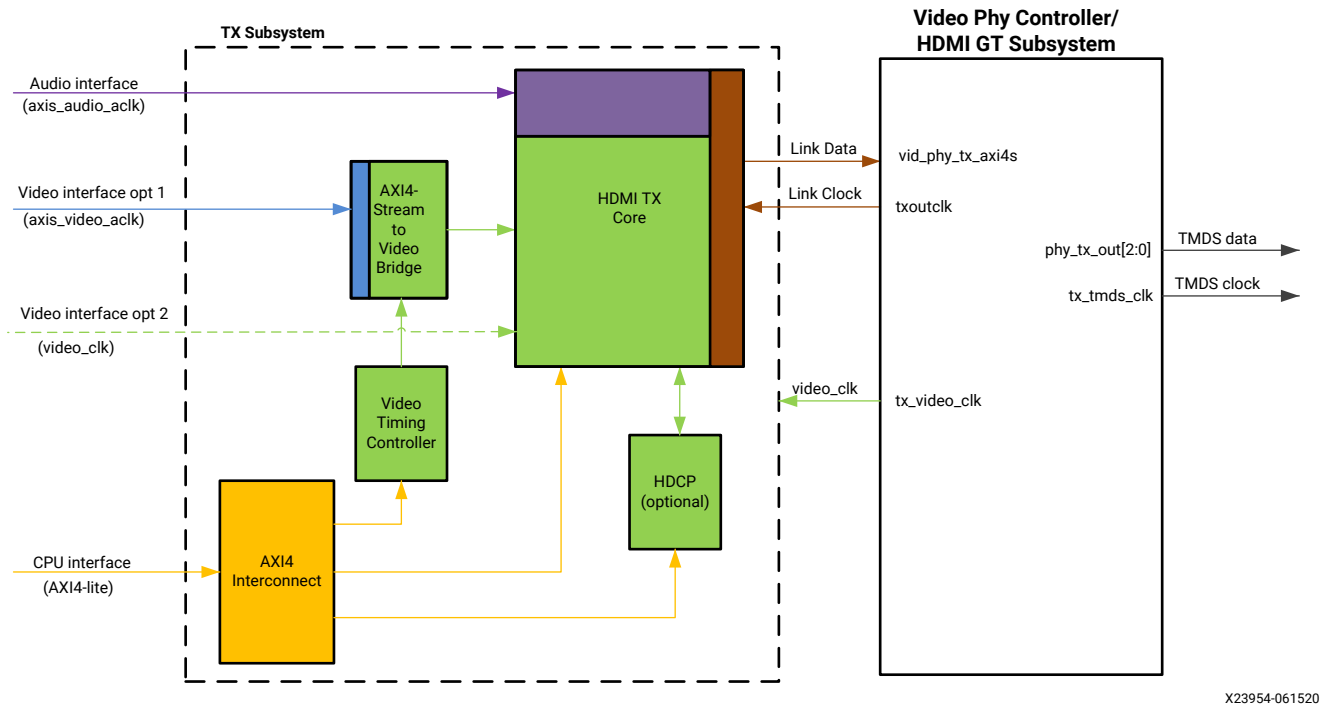 Video Phy Controller/
HDMI GT Subsystem
TX Subsystem
Audio interface
(axis_audio_aclk)
Video interface opt 1
(axis_video_aclk)
AXI4-
Stream
to
Video
Bridge
HDMI TX
Core
Link Data
vid_phy_tx_axi4s
Link Clock
txoutclk
phy_tx_out[2:0]
TMDS data
tx_tmds_clk
TMDS clock
Video interface opt 2
(video_clk)
Video
Timing
Controller
video_clk
tx_video_clk
HDCP
(optional)
CPU interface
(AXI4-lite)
AXI4
Interconnect
X23954-061520